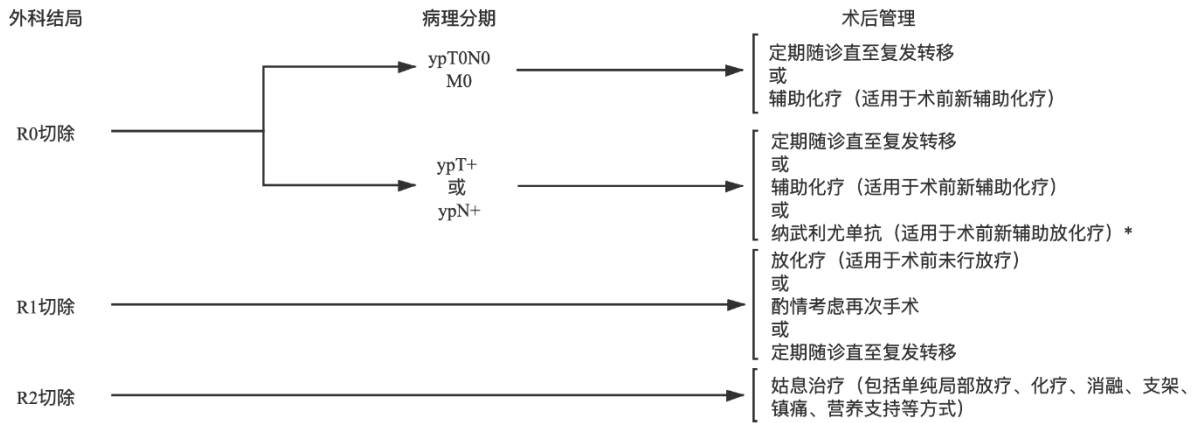 外科结局
病理分期
术后管理
R0切除
ypT0N0
M0
定期随诊直至复发转移
或
辅助化疗（适用于术前新辅助化疗）
ypT+
或
ypN+
定期随诊直至复发转移
或
辅助化疗（适用于术前新辅助化疗）
或
纳武利尤单抗（适用于术前新辅助放化疗）*
R1切除
放化疗（适用于术前未行放疗）
或
酌情考虑再次手术
或
定期随诊直至复发转移
R2切除
姑息治疗（包括单纯局部放疗、化疗、消融、支架、
镇痛、营养支持等方式）